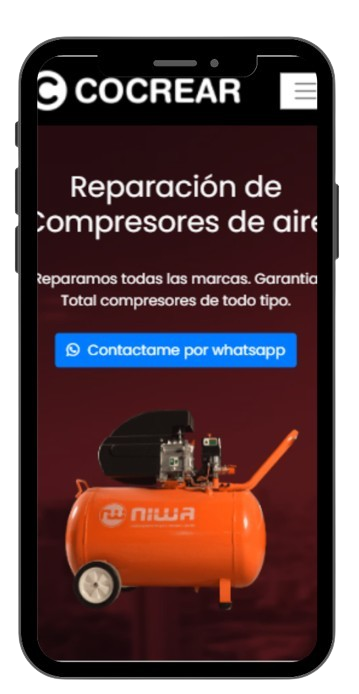 COCREAR
Reparación de
Compresores de aire
Reparamos todas las marcas. Garantia
Total compresores de todo tipo.
Contactame por whatsapp
NIWA